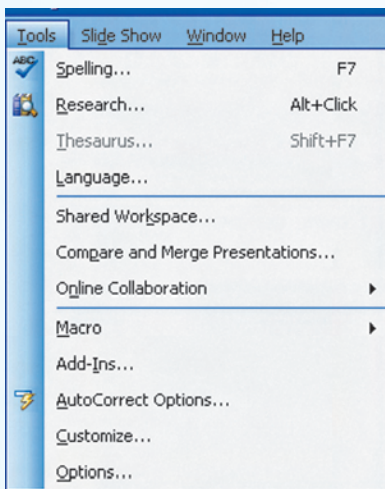 Tools Slide Show Window Help
ABC Spelling... F7
Research... Alt+Click
Thesaurus... Shift+F7
Language...
Shared Workspace...
Compare and Merge Presentations...
Online Collaboration
Macro
Add-Ins...
AutoCorrect Options...
Customize...
Options...